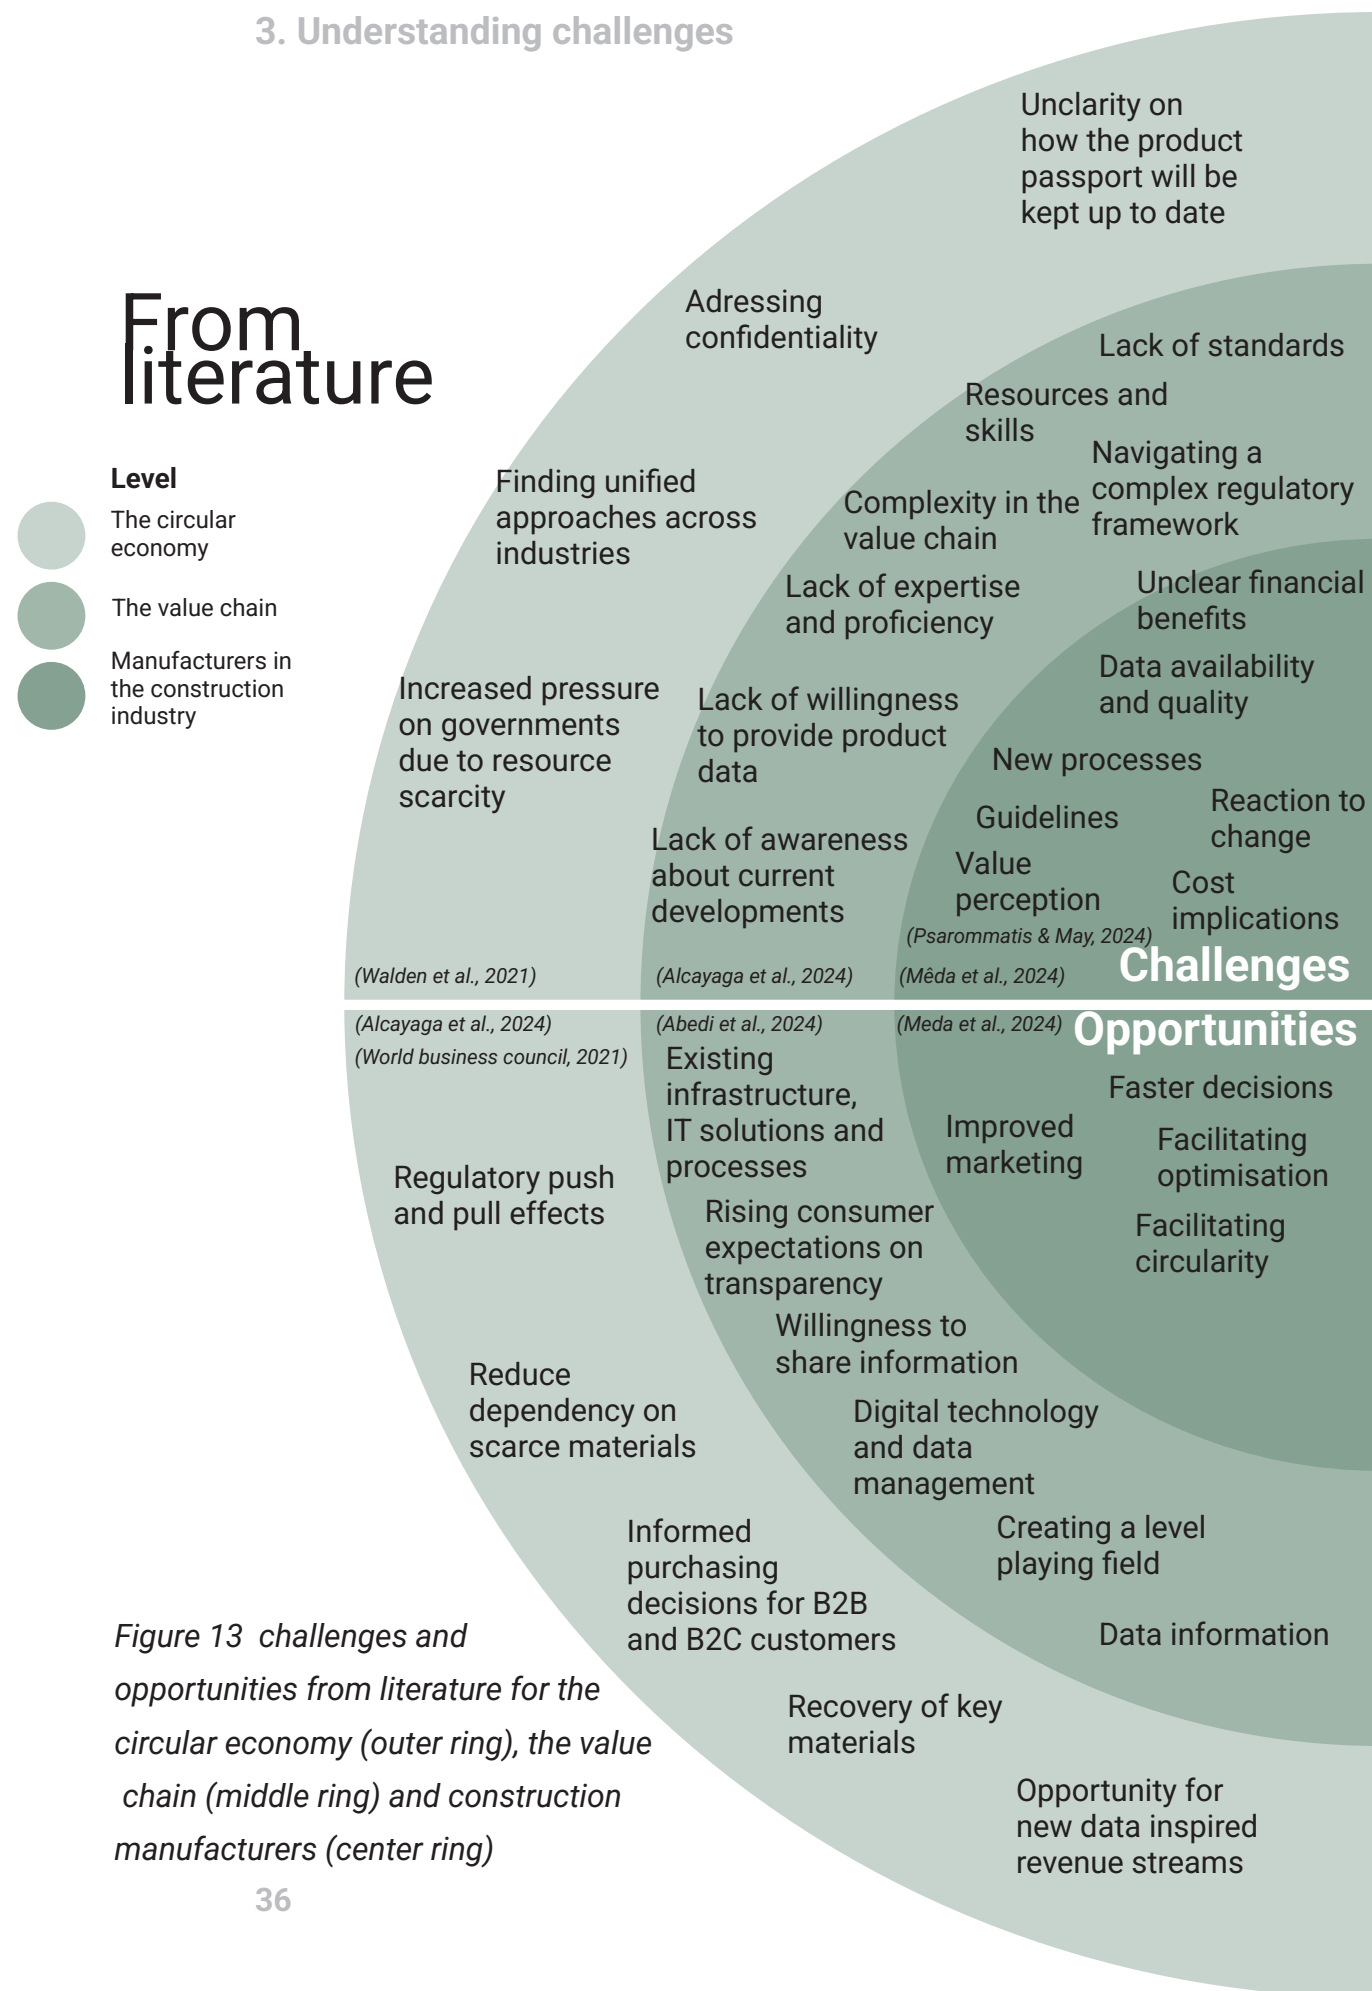 3. Understanding challenges
From
literature
Level
The circular
economy
The value chain
Manufacturers in
the construction
industry
Unclarity on
how the product
passport will be
kept up to date
Adressing
confidentiality
Finding unified
approaches across
industries
Increased pressure
on governments
due to resource
scarcity
(Walden et al., 2021)
Lack of standards
Resources and
skills
Navigating a
complex regulatory
framework
Complexity in the
value chain
Lack of expertise
and proficiency
Lack of willingness
to provide product
data
Lack of awareness
about current
developments
(Alcayaga et al., 2024)
Unclear financial
benefits
Data availability
and quality
New processes
Reaction to
change
Guidelines
Value
perception
Cost
implications
(Psarommatis & May, 2024)
(Mêda et al., 2024)
Challenges
(Alcayaga et al., 2024)
(World business council, 2021)
(Abedi et al., 2024)
(Meda et al., 2024)
Opportunities
Faster decisions
Improved
marketing
Facilitating
optimisation
Facilitating
circularity
Existing
infrastructure,
IT solutions and
processes
Rising consumer
expectations on
transparency
Willingness to
share information
Digital technology
and data
management
Creating a level
playing field
Data information
Regulatory push
and pull effects
Reduce
dependency on
scarce materials
Informed
purchasing
decisions for B2B
and B2C customers
Recovery of key
materials
Opportunity for
new data inspired
revenue streams
Figure 13 challenges and
opportunities from literature for the
circular economy (outer ring), the value
chain (middle ring) and construction
manufacturers (center ring)
36